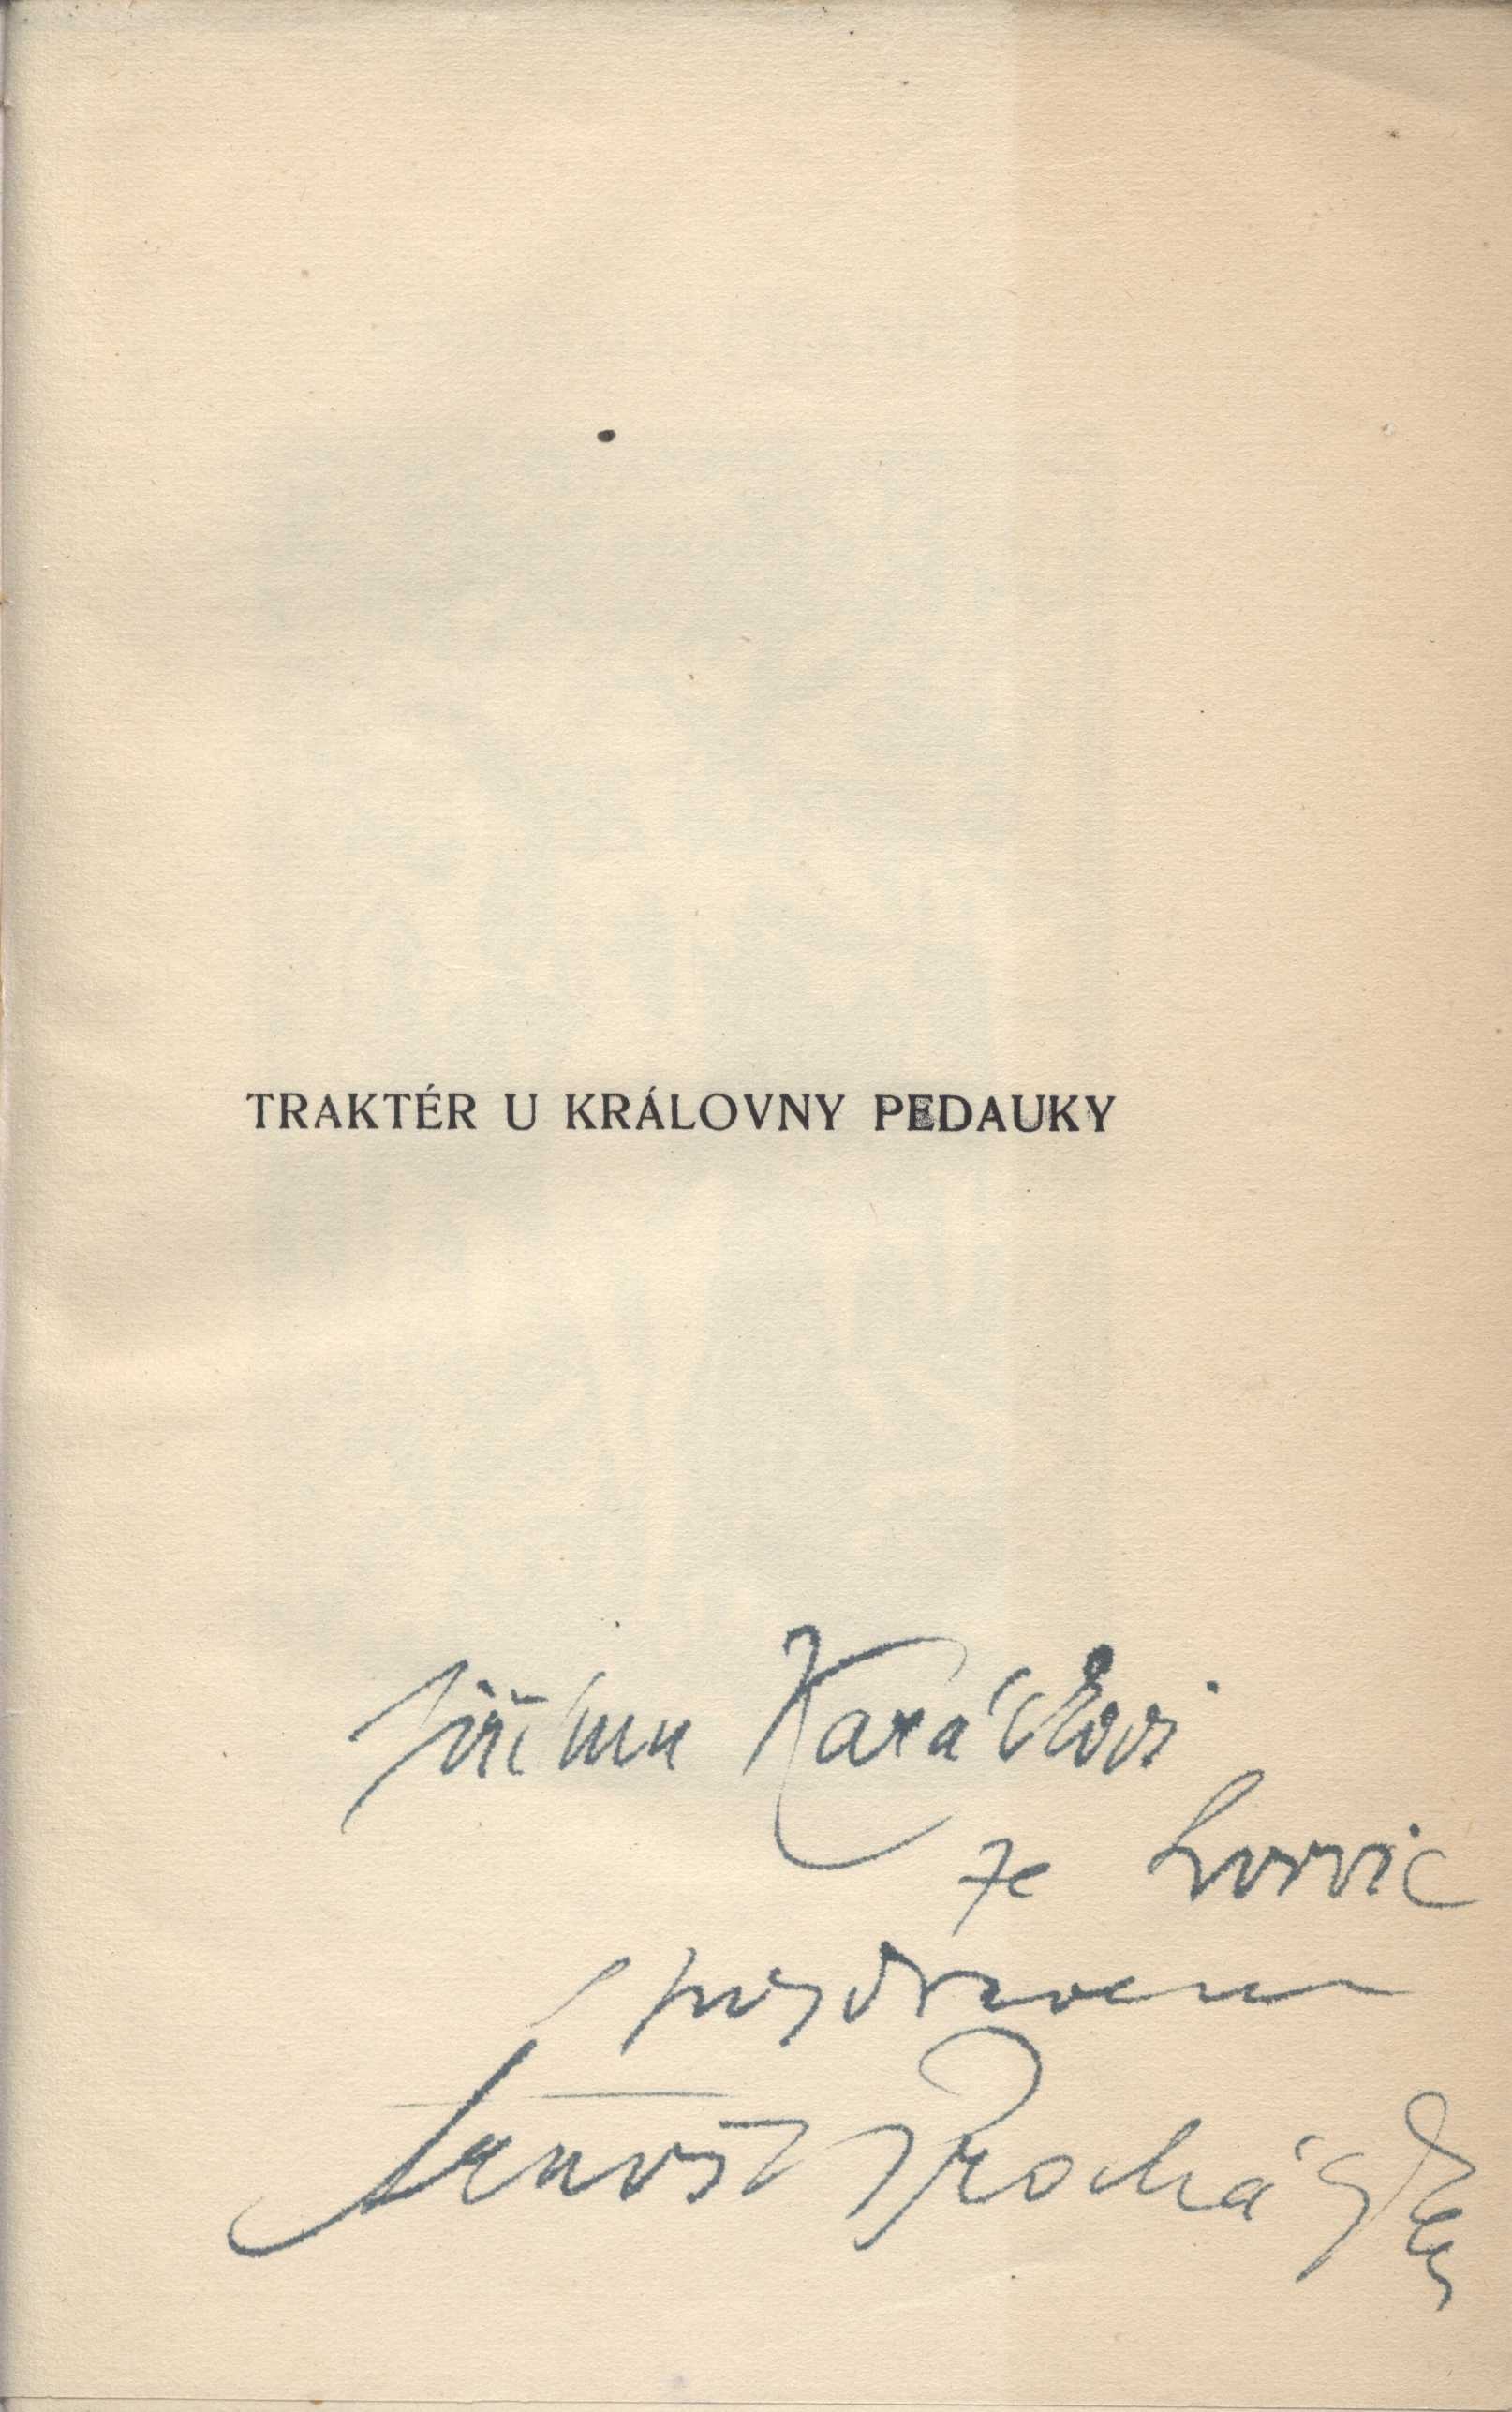 TRAKTÉR U KRÁLOVNY PEDAUKY
Jiřímu Karáskovi
ze Lvovic
s pozdravem
Arnošt Procházka